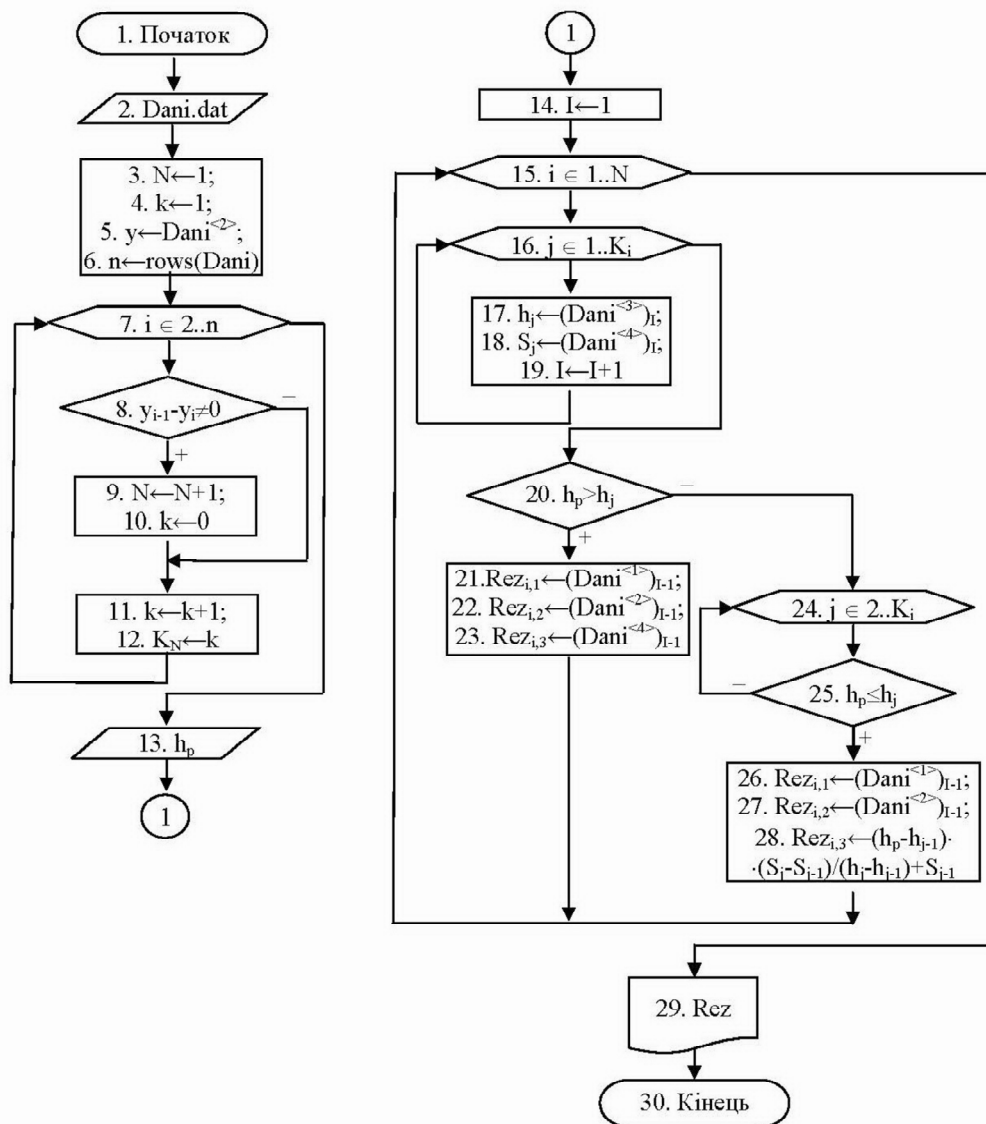 1. Початок
2. Dani.dat
3. N←1;
4. k←1;
5. y←Dani<2>;
6. n←rows(Dani)
7. i ∈ 2..n
8. yi-1-yi≠0
−
+
9. N←N+1;
10. k←0
11. k←k+1;
12. KN←k
13. hp
1
1
14. I←1
15. i ∈ 1..N
16. j ∈ 1..Ki
17. hj←(Dani<3>)I;
18. Sj←(Dani<4>)I;
19. I←I+1
20. hp>hj
−
+
21.Rezi,1←(Dani<1>)I-1;
22. Rezi,2←(Dani<2>)I-1;
23. Rezi,3←(Dani<4>)I-1
24. j ∈ 2..Ki
25. hp≤hj
−
+
26. Rezi,1←(Dani<1>)I-1;
27. Rezi,2←(Dani<2>)I-1;
28. Rezi,3←(hp-hj-1)·
·(Sj-Sj-1)/(hj-hj-1)+Sj-1
29. Rez
30. Кінець